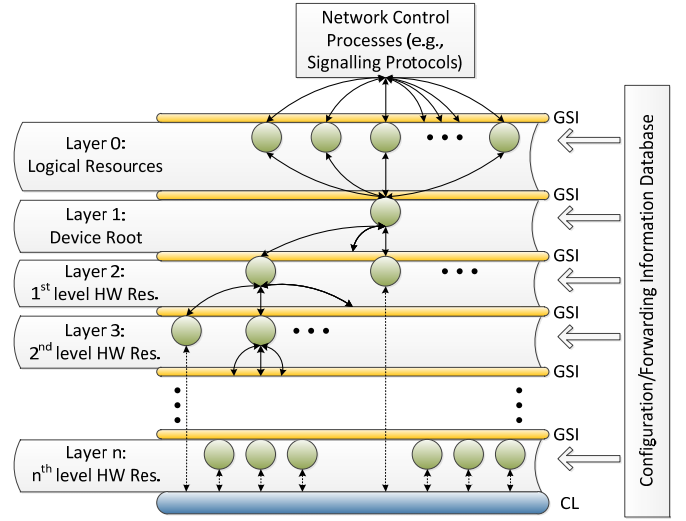 Network Control
Processes (e.g.,
Signalling Protocols)
GSI
Layer 0:
Logical Resources
GSI
Layer 1:
Device Root
GSI
Layer 2:
1st level HW Res.
GSI
Layer 3:
2nd level HW Res.
GSI
GSI
Layer n:
nth level HW Res.
CL
Configuration/Forwarding Information Database